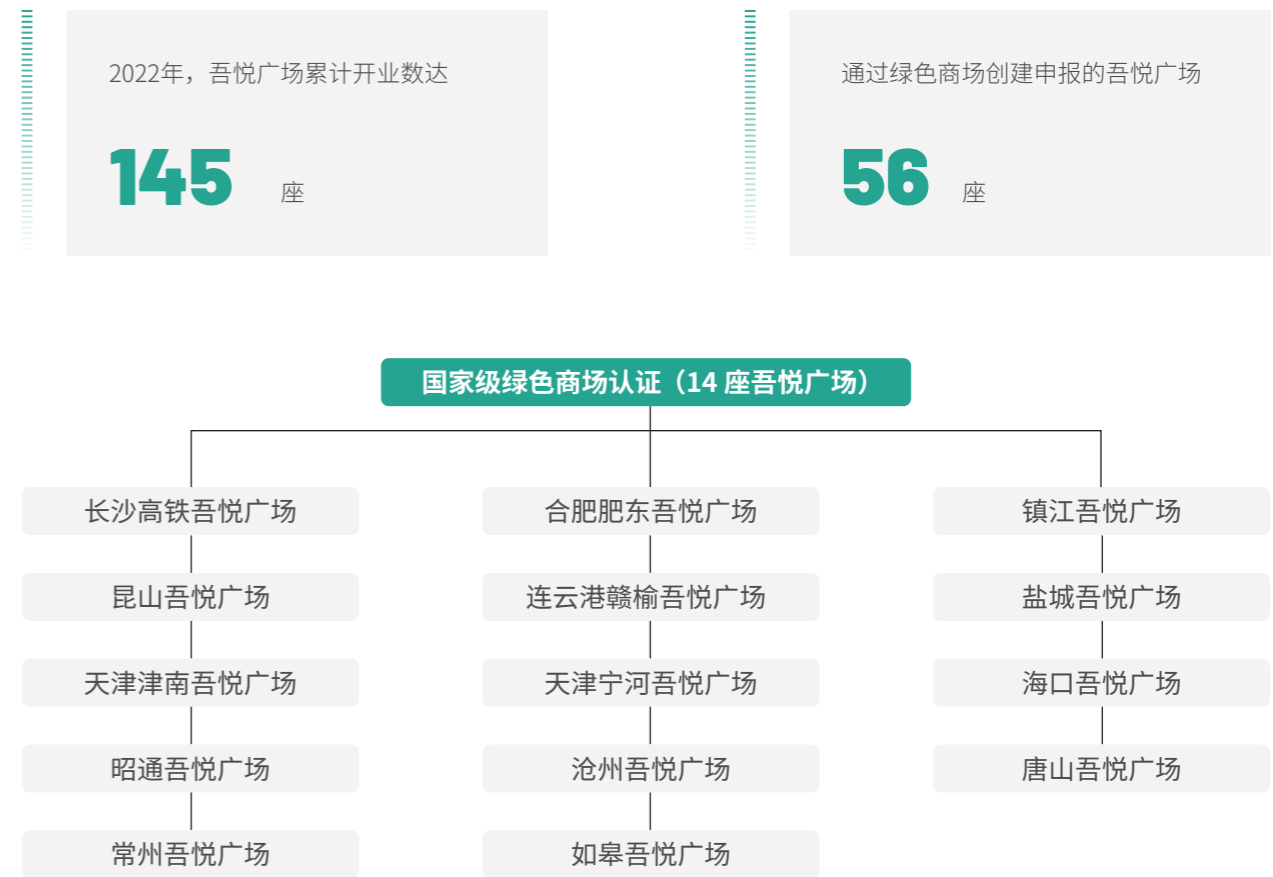 2022年，吾悦广场累计开业数达
145 座
通过绿色商场创建申报的吾悦广场
56 座
国家级绿色商场认证（14 座吾悦广场）
长沙高铁吾悦广场
昆山吾悦广场
天津津南吾悦广场
昭通吾悦广场
常州吾悦广场
合肥肥东吾悦广场
连云港赣榆吾悦广场
天津宁河吾悦广场
沧州吾悦广场
如皋吾悦广场
镇江吾悦广场
盐城吾悦广场
海口吾悦广场
唐山吾悦广场